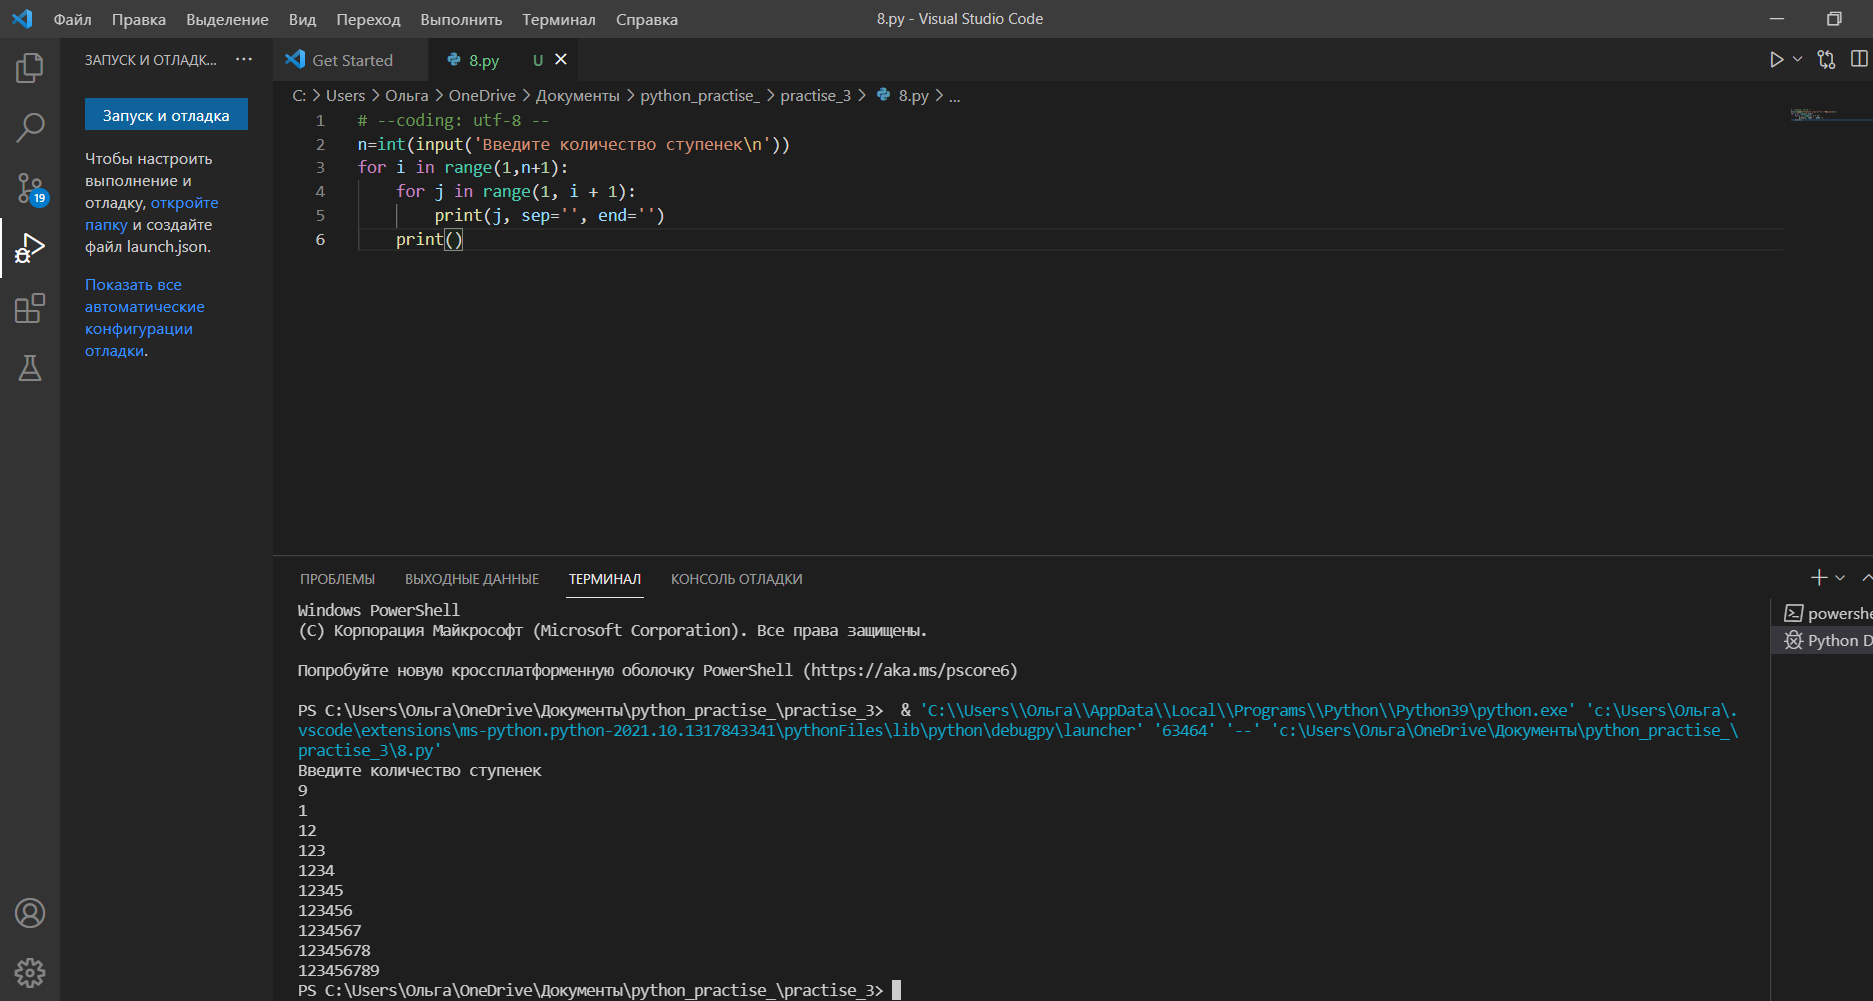 Файл Правка Выделение Вид Переход Выполнить Терминал Справка 8.py - Visual Studio Code
ЗАПУСК И ОТЛАДК... ···
Get Started 8.py U
Запуск и отладка
Чтобы настроить
выполнение и
отладку, откройте
папку и создайте
файл launch.json.
Показать все
автоматические
конфигурации
отладки.
19
C: > Users > Ольга > OneDrive > Документы > python_practise_ > practise_3 > 8.py > ...
1 # --coding: utf-8 --
2 n=int(input('Введите количество ступенек\n'))
3 for i in range(1,n+1):
4     for j in range(1, i + 1):
5         print(j, sep='', end='')
6     print()
ПРОБЛЕМЫ ВЫХОДНЫЕ ДАННЫЕ ТЕРМИНАЛ КОНСОЛЬ ОТЛАДКИ
Windows PowerShell
(C) Корпорация Майкрософт (Microsoft Corporation). Все права защищены.
Попробуйте новую кроссплатформенную оболочку PowerShell (https://aka.ms/pscore6)
PS C:\Users\Ольга\OneDrive\Документы\python_practise_\practise_3>  & 'C:\\Users\\Ольга\\AppData\\Local\\Programs\\Python\\Python39\python.exe' 'c:\Users\Ольга\.
vscode\extensions\ms-python.python-2021.10.1317843341\pythonFiles\lib\python\debugpy\launcher' '63464' '--' 'c:\Users\Ольга\OneDrive\Документы\python_practise_\
practise_3\8.py'
Введите количество ступенек
9
1
12
123
1234
12345
123456
1234567
12345678
123456789
PS C:\Users\Ольга\OneDrive\Документы\python_practise_\practise_3>
powershe
Python D